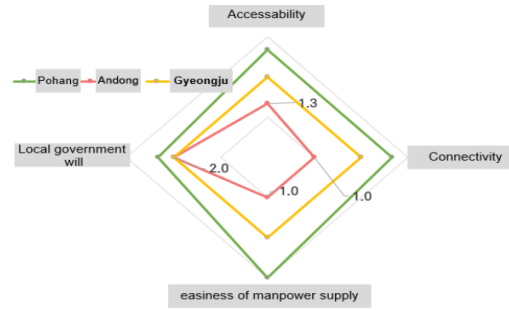 Accessability
Pohang
Andong
Gyeongju
1.3
Local government
will
2.0
Connectivity
1.0
1.0
easiness of manpower supply